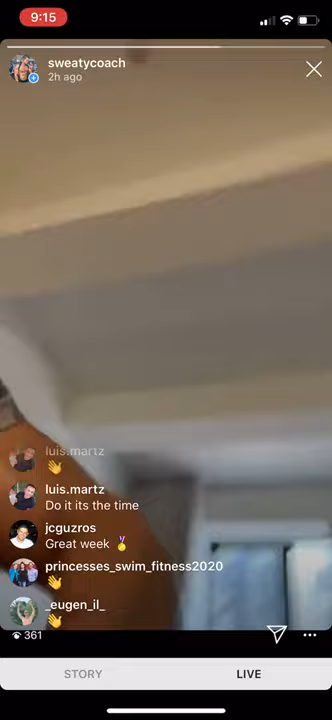 9:15
sweatycoach
2h ago
luis.martz
👋
luis.martz
Do it its the time
jcguzros
Great week 🏅
princesses_swim_fitness2020
👋
_eugen_il_
👋
361
STORY
LIVE